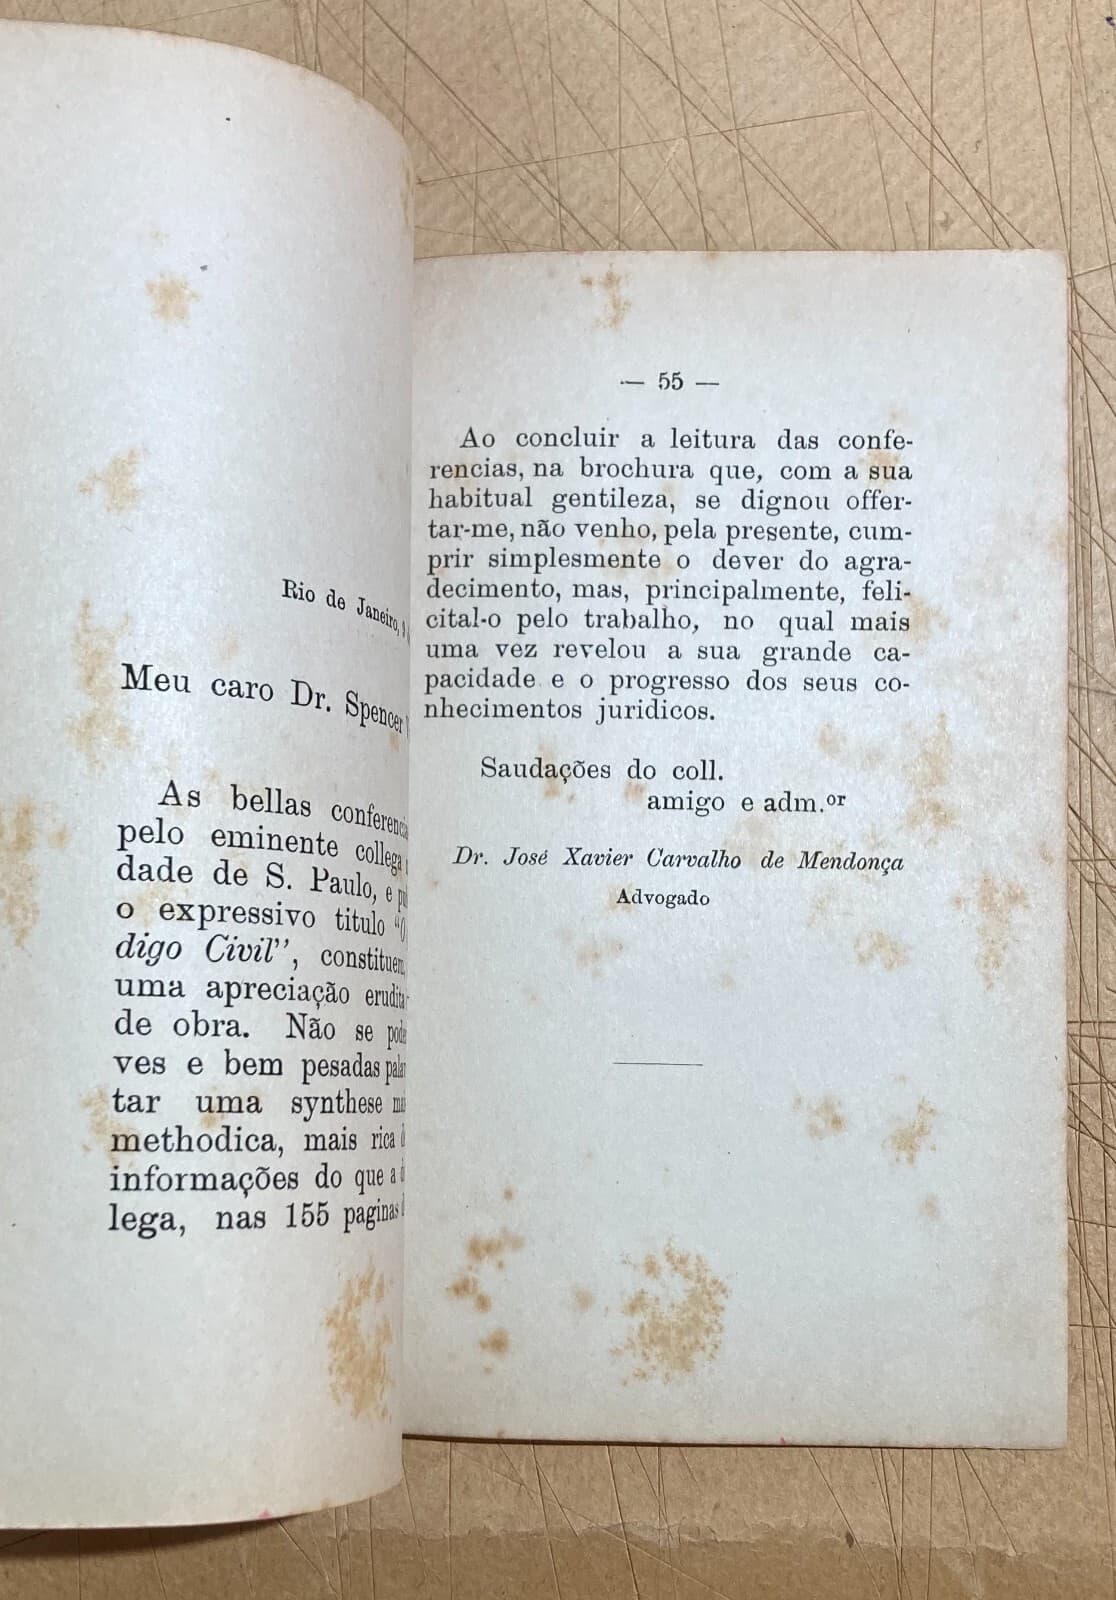 Rio de Janeiro,
Meu caro Dr. Spencer
As bellas
pelo eminente
dade de S. Paulo, e
o expressivo titulo
digo Civil”,
uma apreciação
de obra. Não se
ves e bem pesadas
tar uma synthese
methodica, mais rica
informações do que a
lega, nas 155 paginas
— 55 —
Ao concluir a leitura das confe-
rencias, na brochura que, com a sua
habitual gentileza, se dignou offer-
tar-me, não venho, pela presente, cum-
prir simplesmente o dever do agra-
decimento, mas, principalmente, feli-
cital-o pelo trabalho, no qual mais
uma vez revelou a sua grande ca-
pacidade e o progresso dos seus co-
nhecimentos juridicos.
Saudações do coll.
amigo e adm.ᵒʳ
Dr. José Xavier Carvalho de Mendonça
Advogado